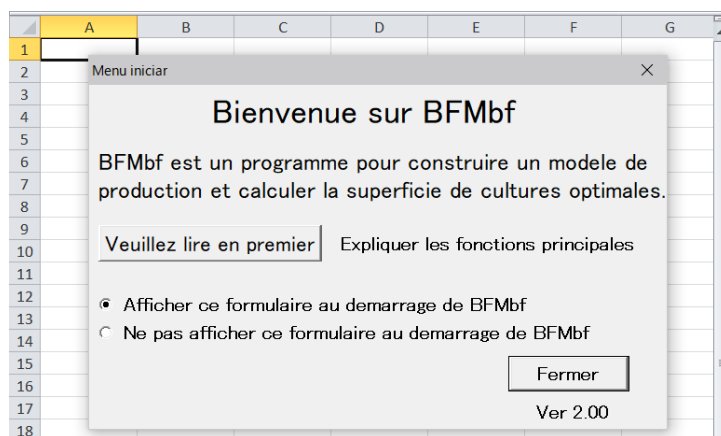 A B C D E F G
1
2
Menu iniciar
3
4
Bienvenue sur BFMbf
5
6
BFMbf est un programme pour construire un modele de
7
production et calculer la superficie de cultures optimales.
8
9
10
Veuillez lire en premier Expliquer les fonctions principales
11
12
Afficher ce formulaire au demarrage de BFMbf
13
14
Ne pas afficher ce formulaire au demarrage de BFMbf
15
Fermer
16
17
Ver 2.00
18